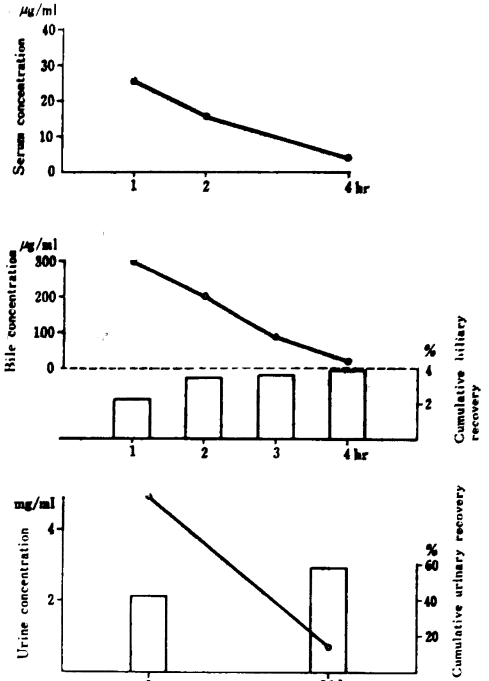 μg/ml
40
30
20
10
0
Serum concentration
1 2 4 hr
μg/ml
300
200
100
0
Bile concentration
%
4
2
Cumulative biliary
recovery
1 2 3 4 hr
mg/ml
4
2
Urine concentration
%
60
40
20
Cumulative urinary recovery